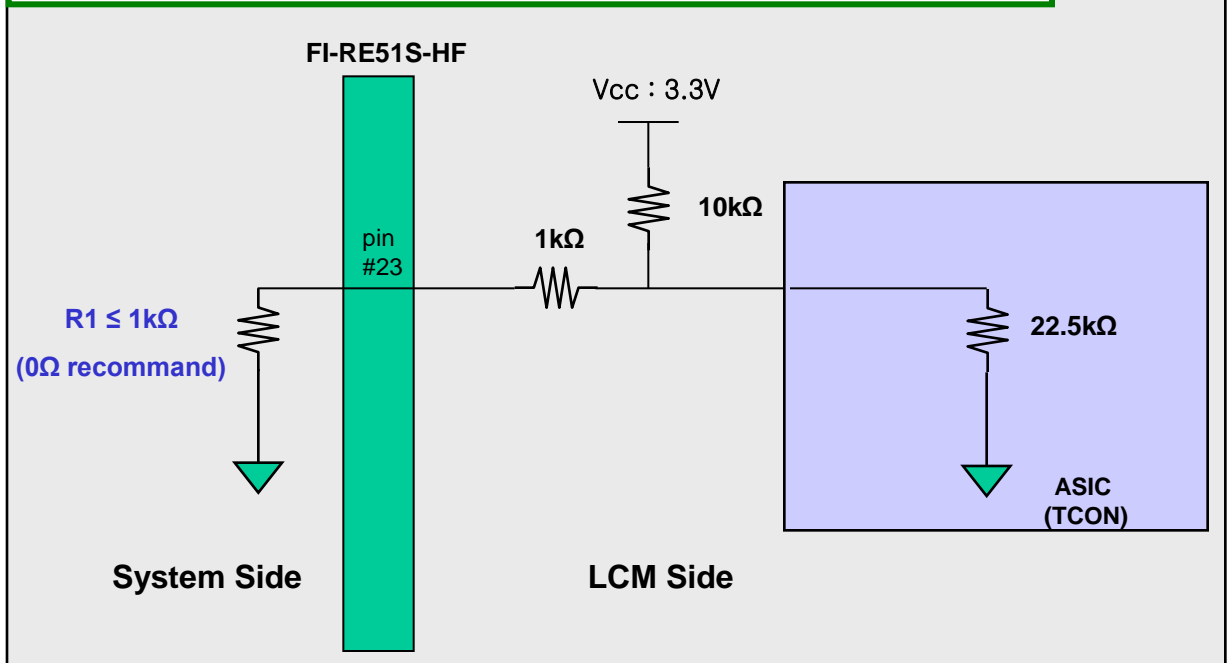 FI-RE51S-HF
Vcc : 3.3V
10kΩ
1kΩ
pin
#23
R1 ≤ 1kΩ
(0Ω recommand)
22.5kΩ
ASIC
(TCON)
System Side
LCM Side